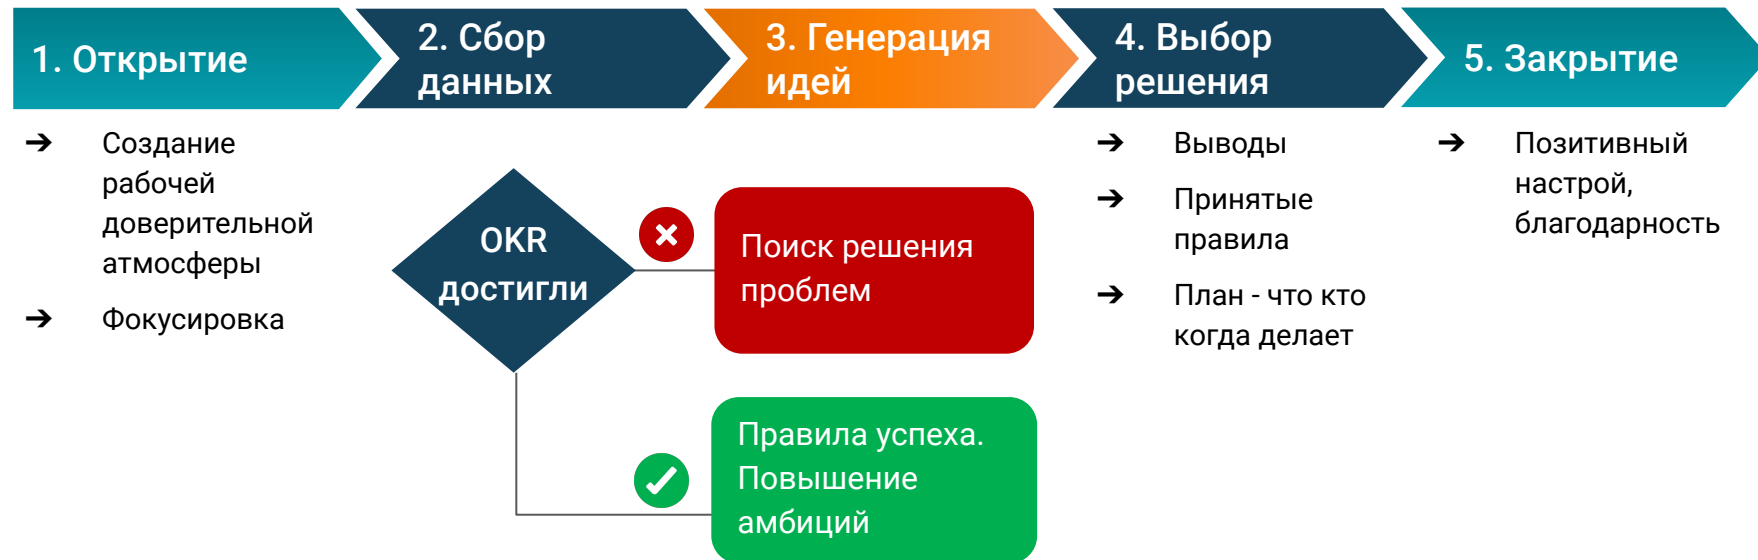 1. Открытие
2. Сбор
данных
3. Генерация
идей
4. Выбор
решения
5. Закрытие
➔ Создание
рабочей
доверительной
атмосферы
➔ Фокусировка
OKR
достигли
Поиск решения
проблем
Правила успеха.
Повышение
амбиций
➔ Выводы
➔ Принятые
правила
➔ План - что кто
когда делает
➔ Позитивный
настрой,
благодарность